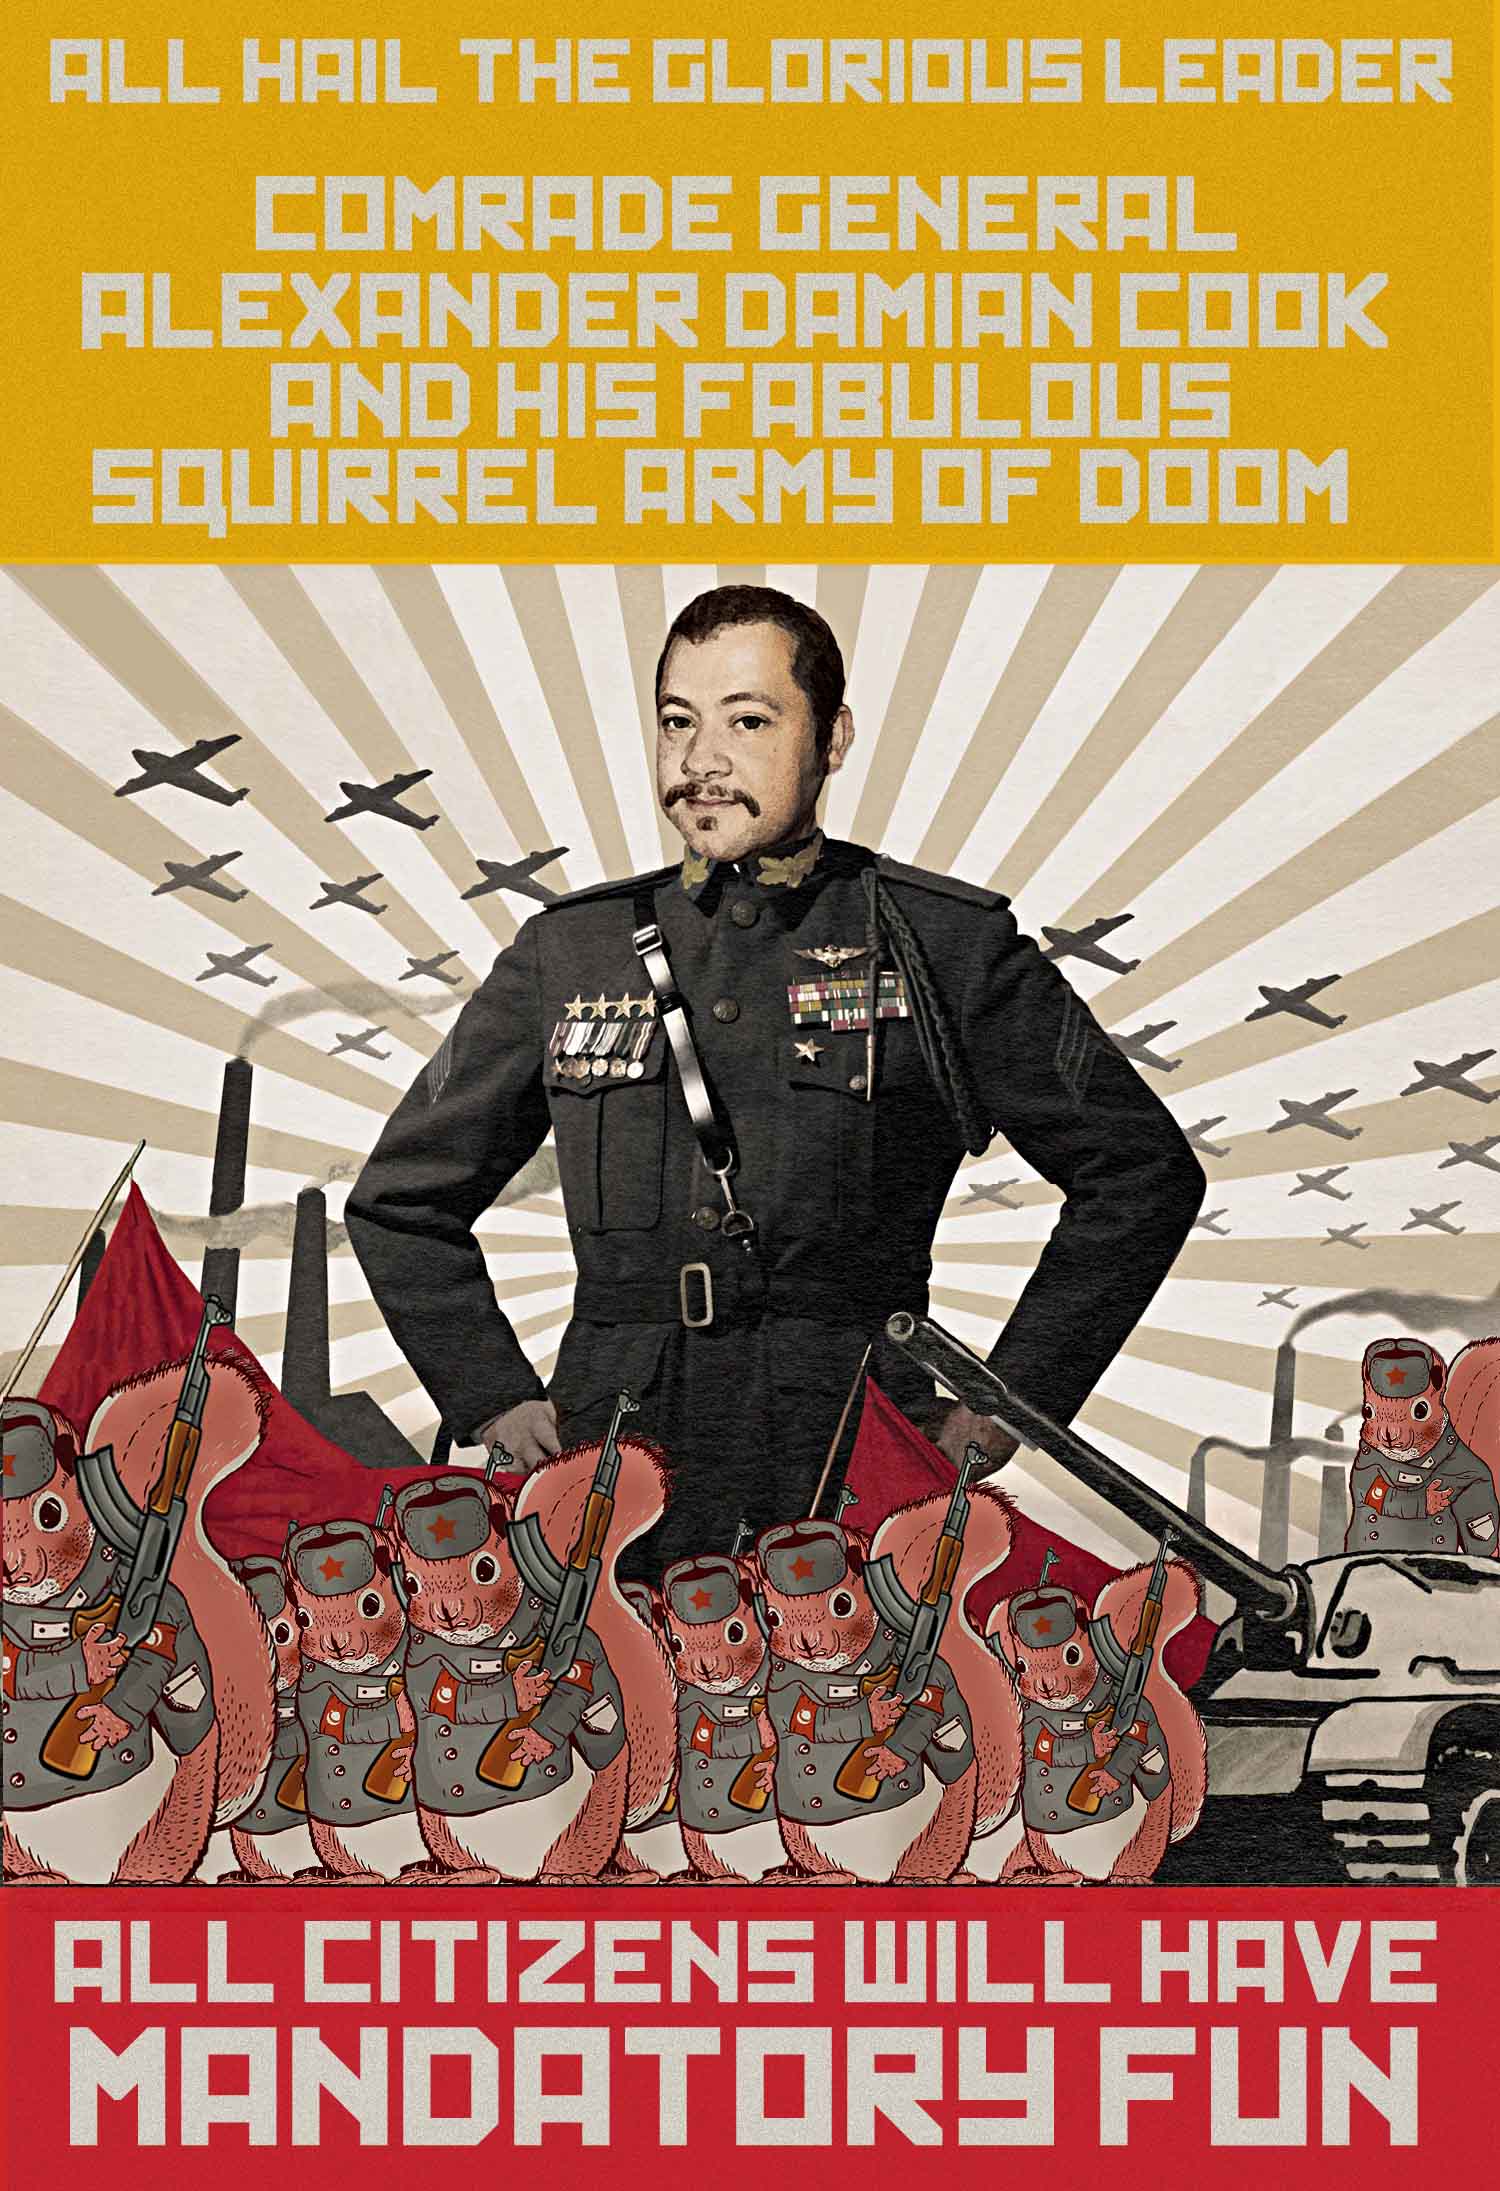 ALL HAIL THE GLORIOUS LEADER
COMRADE GENERAL
ALEXANDER DAMIAN COOK
AND HIS FABULOUS
SQUIRREL ARMY OF DOOM
ALL CITIZENS WILL HAVE
MANDATORY FUN